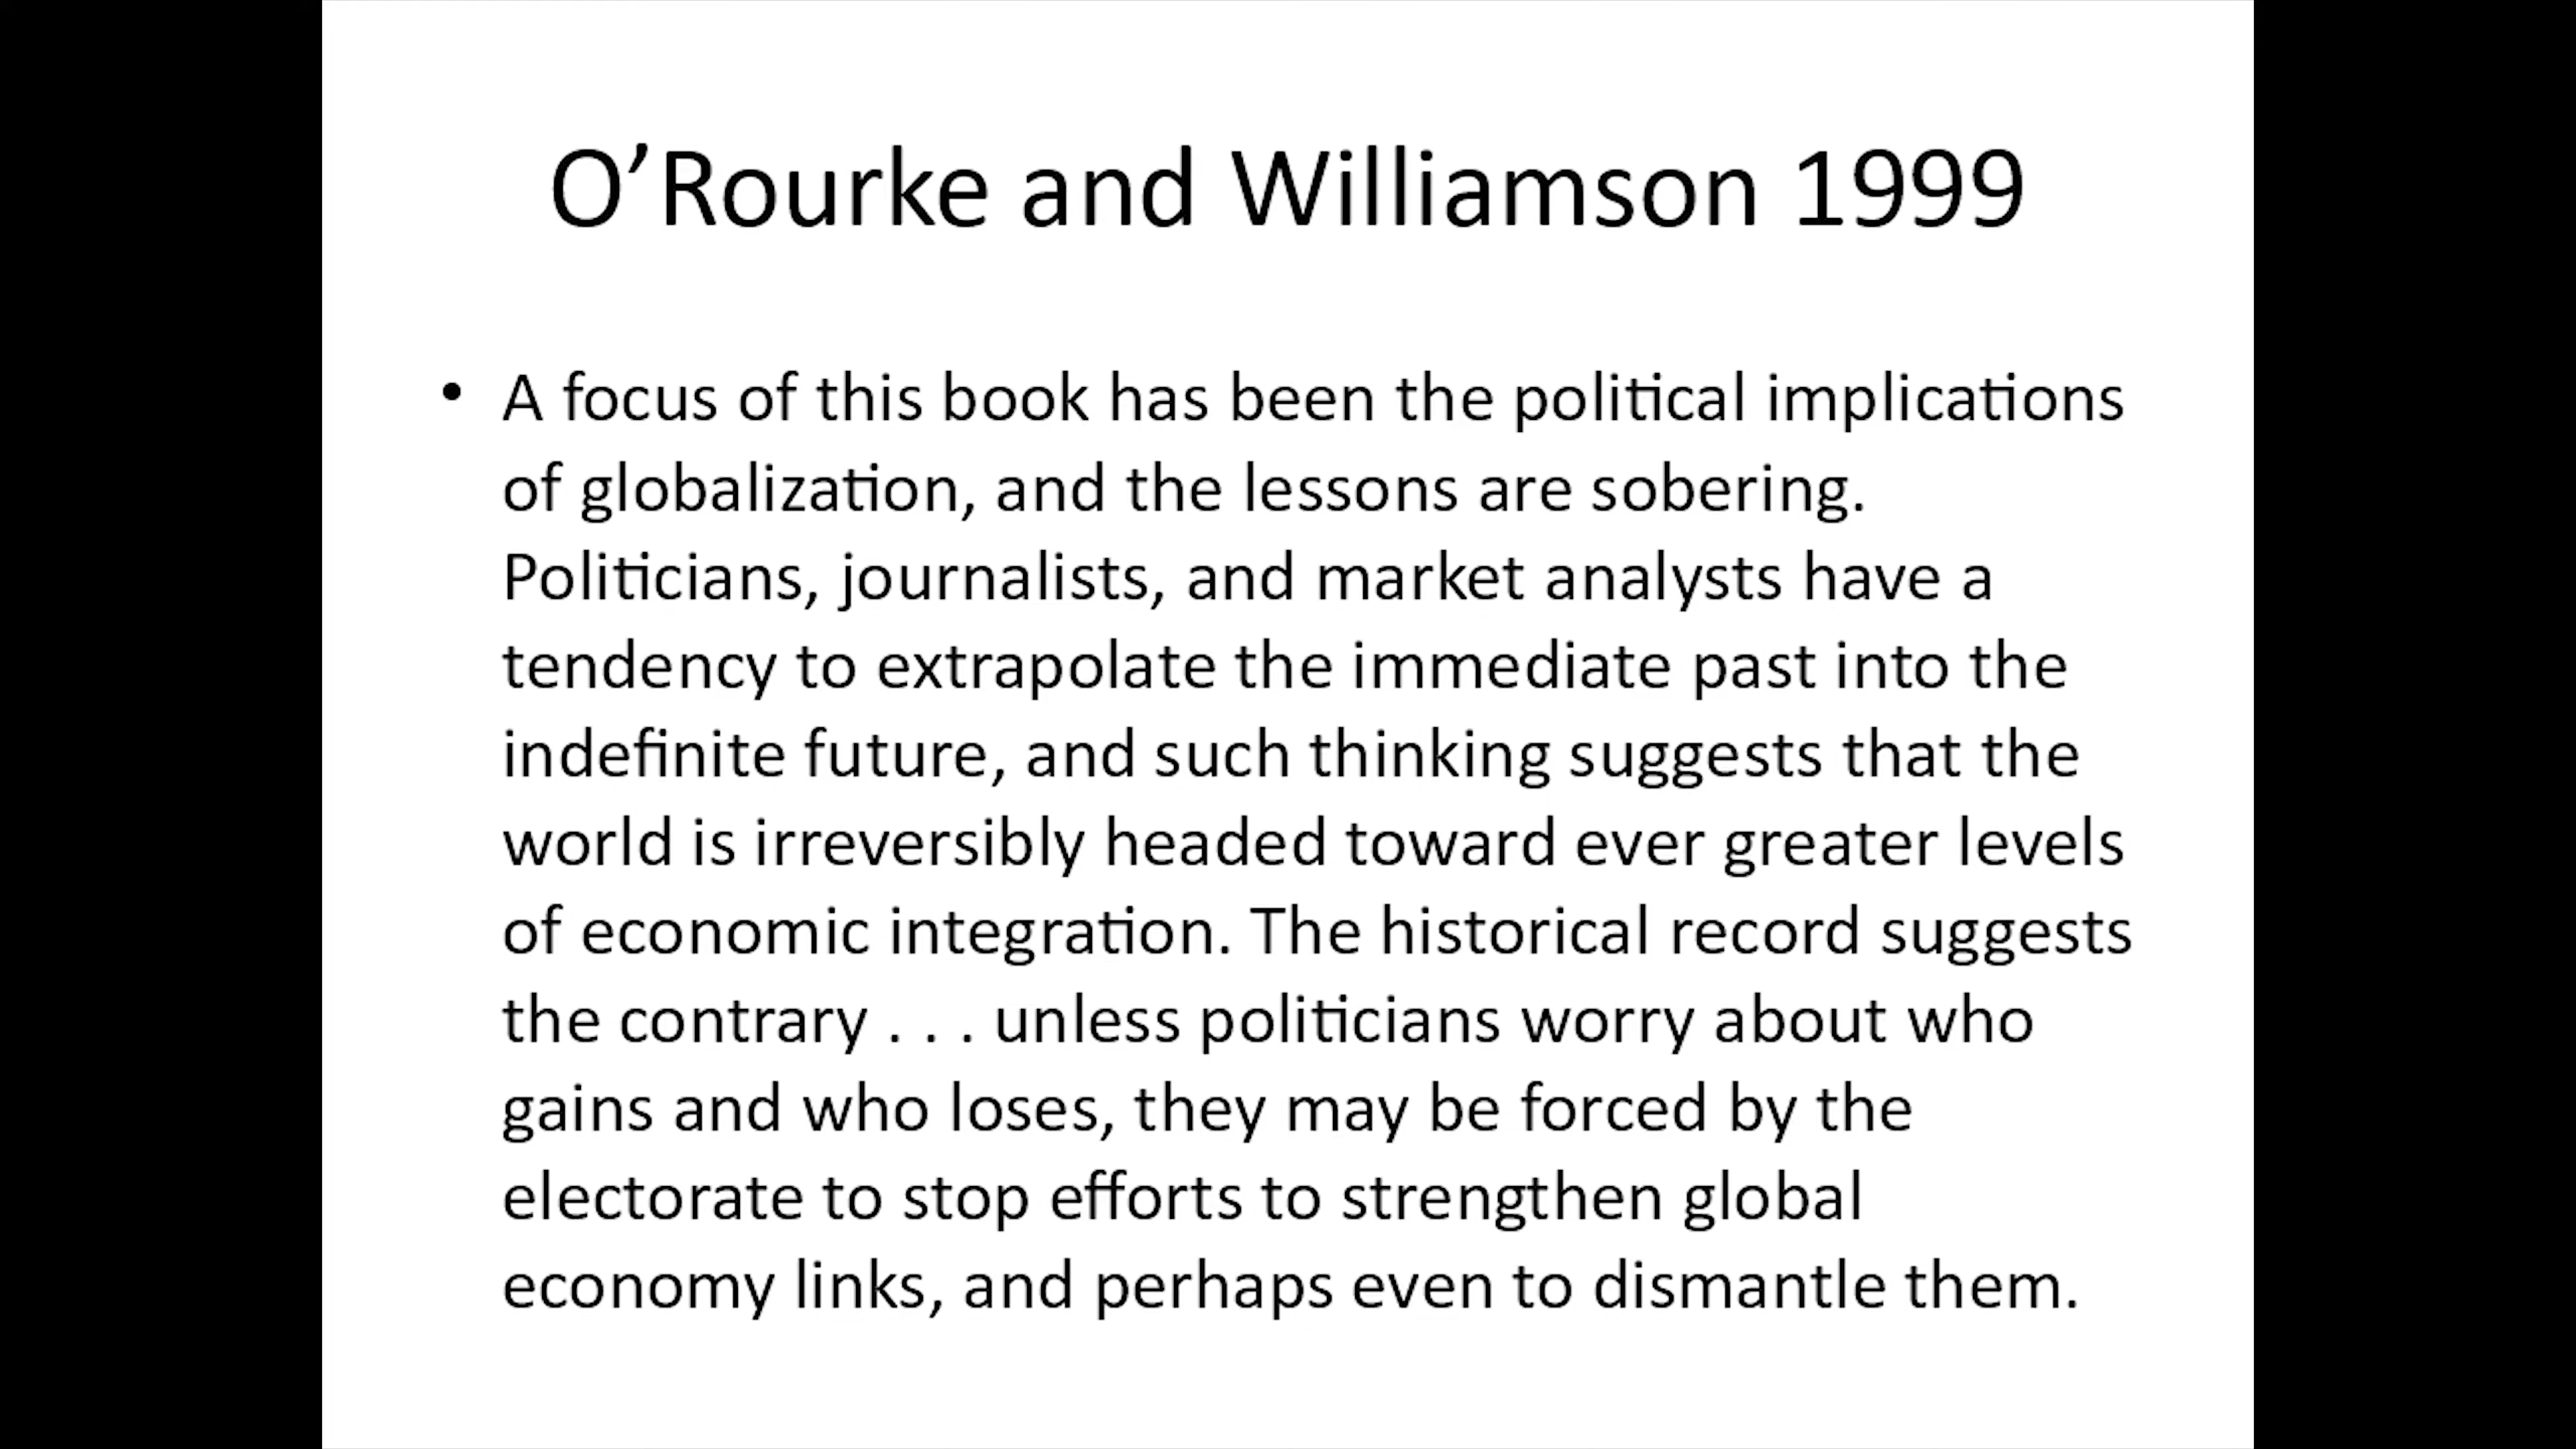 O’Rourke and Williamson 1999
• A focus of this book has been the political implications
of globalization, and the lessons are sobering.
Politicians, journalists, and market analysts have a
tendency to extrapolate the immediate past into the
indefinite future, and such thinking suggests that the
world is irreversibly headed toward ever greater levels
of economic integration. The historical record suggests
the contrary . . . unless politicians worry about who
gains and who loses, they may be forced by the
electorate to stop efforts to strengthen global
economy links, and perhaps even to dismantle them.